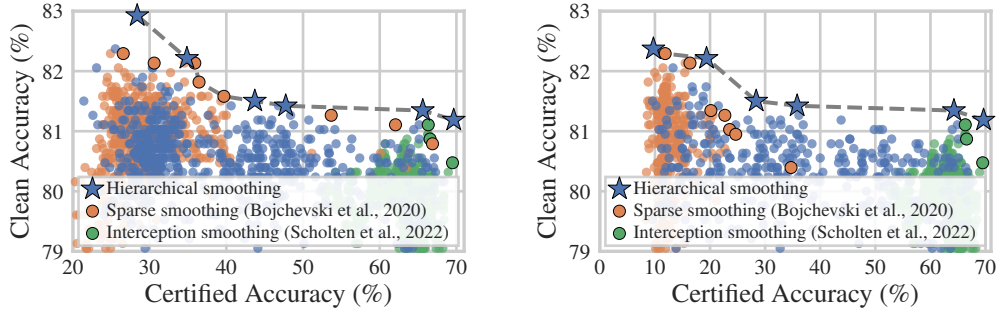 83
82
81
80
79
Clean Accuracy (%)
Hierarchical smoothing
Sparse smoothing (Bojchevski et al., 2020)
Interception smoothing (Scholten et al., 2022)
20 30 40 50 60 70
Certified Accuracy (%)
83
82
81
80
79
Clean Accuracy (%)
Hierarchical smoothing
Sparse smoothing (Bojchevski et al., 2020)
Interception smoothing (Scholten et al., 2022)
0 10 20 30 40 50 60 70
Certified Accuracy (%)